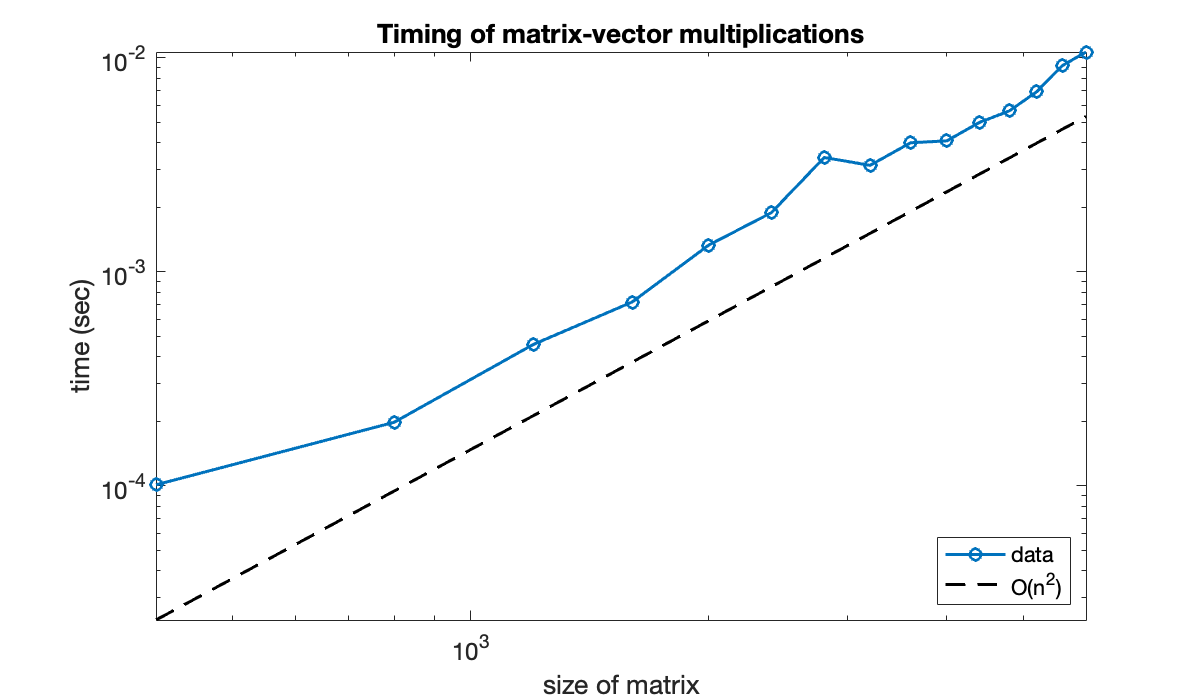 Timing of matrix-vector multiplications
10^-2
10^-3
10^-4
time (sec)
10^3
size of matrix
data
O(n^2)